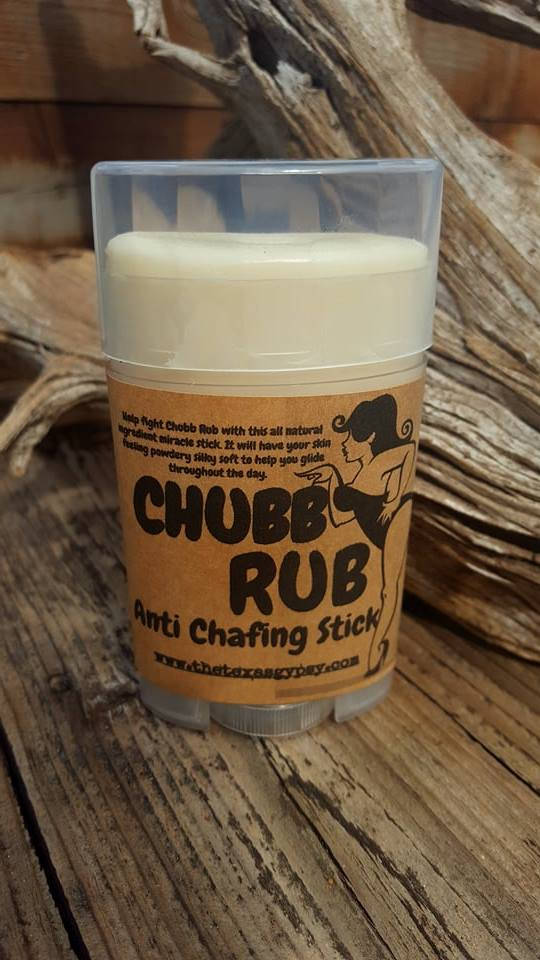 Help fight Chubb Rub with this all natural
ingredient miracle stick. It will have your skin
feeling powdery silky soft to help you glide
throughout the day.
CHUBB
RUB
Anti Chafing Stick
www.thetexasgypsy.com